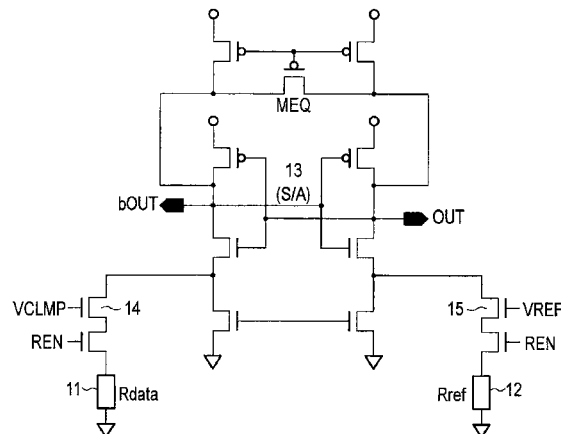 MEQ
13
(S/A)
bOUT
OUT
VCLMP
14
15
VREF
REN
REN
11
Rdata
Rref
12